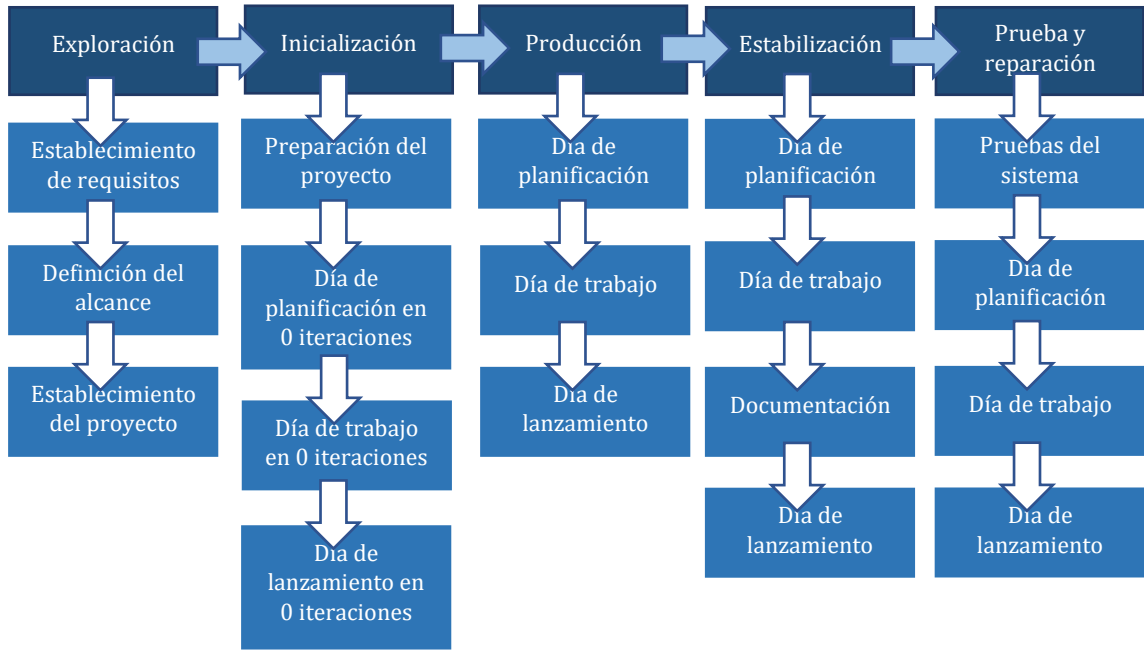 Exploración
Inicialización
Producción
Estabilización
Prueba y
reparación
Establecimiento
de requisitos
Definición del
alcance
Establecimiento
del proyecto
Preparación del
proyecto
Día de
planificación en
0 iteraciones
Día de trabajo
en 0 iteraciones
Día de
lanzamiento en
0 iteraciones
Día de
planificación
Día de trabajo
Día de
lanzamiento
Día de
planificación
Día de trabajo
Documentación
Día de
lanzamiento
Pruebas del
sistema
Día de
planificación
Día de trabajo
Día de
lanzamiento